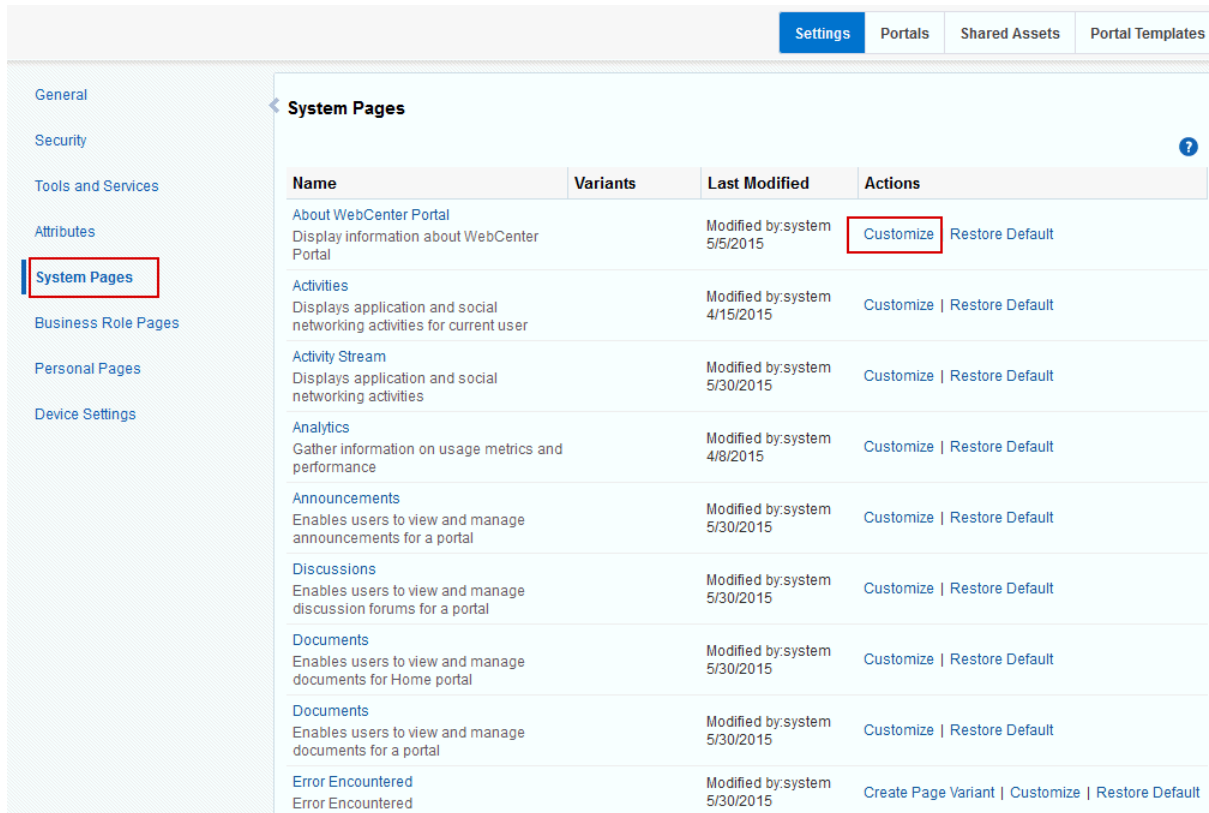 Settings Portals Shared Assets Portal Templates
General
Security
Tools and Services
Attributes
System Pages
Business Role Pages
Personal Pages
Device Settings
System Pages
?
Name Variants Last Modified Actions
About WebCenter Portal
Display information about WebCenter
Portal
Modified by:system
5/5/2015
Customize Restore Default
Activities
Displays application and social
networking activities for current user
Modified by:system
4/15/2015
Customize | Restore Default
Activity Stream
Displays application and social
networking activities
Modified by:system
5/30/2015
Customize | Restore Default
Analytics
Gather information on usage metrics and
performance
Modified by:system
4/8/2015
Customize | Restore Default
Announcements
Enables users to view and manage
announcements for a portal
Modified by:system
5/30/2015
Customize | Restore Default
Discussions
Enables users to view and manage
discussion forums for a portal
Modified by:system
5/30/2015
Customize | Restore Default
Documents
Enables users to view and manage
documents for Home portal
Modified by:system
5/30/2015
Customize | Restore Default
Documents
Enables users to view and manage
documents for a portal
Modified by:system
5/30/2015
Customize | Restore Default
Error Encountered
Error Encountered
Modified by:system
5/30/2015
Create Page Variant | Customize | Restore Default